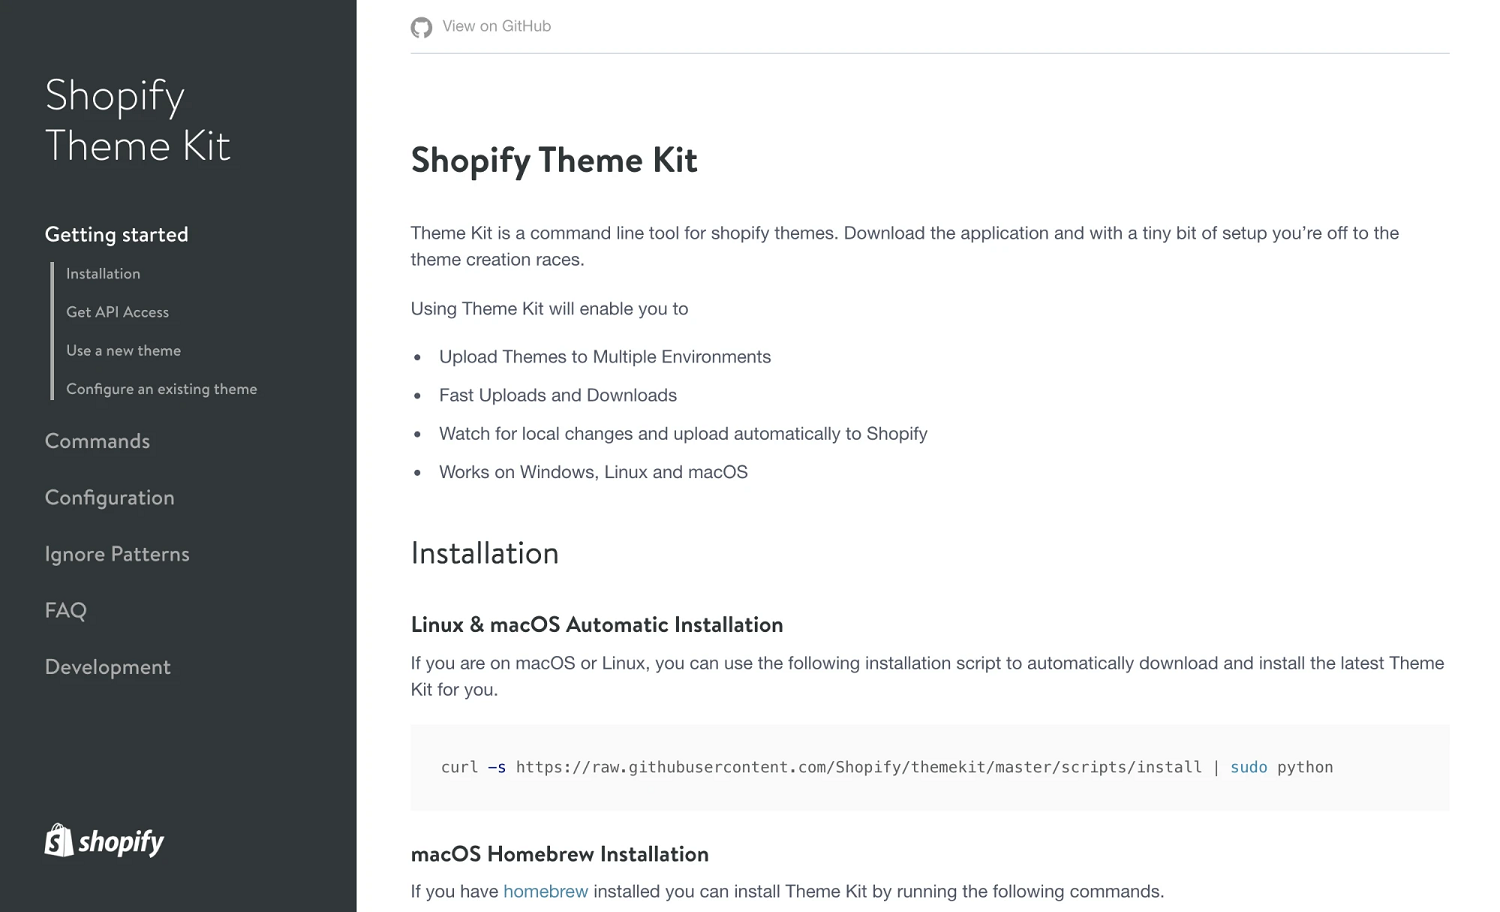 Shopify
Theme Kit
Getting started
Installation
Get API Access
Use a new theme
Configure an existing theme
Commands
Configuration
Ignore Patterns
FAQ
Development
shopify
View on GitHub
Shopify Theme Kit
Theme Kit is a command line tool for shopify themes. Download the application and with a tiny bit of setup you’re off to the
theme creation races.
Using Theme Kit will enable you to
• Upload Themes to Multiple Environments
• Fast Uploads and Downloads
• Watch for local changes and upload automatically to Shopify
• Works on Windows, Linux and macOS
Installation
Linux & macOS Automatic Installation
If you are on macOS or Linux, you can use the following installation script to automatically download and install the latest Theme
Kit for you.
curl -s https://raw.githubusercontent.com/Shopify/themekit/master/scripts/install | sudo python
macOS Homebrew Installation
If you have homebrew installed you can install Theme Kit by running the following commands.